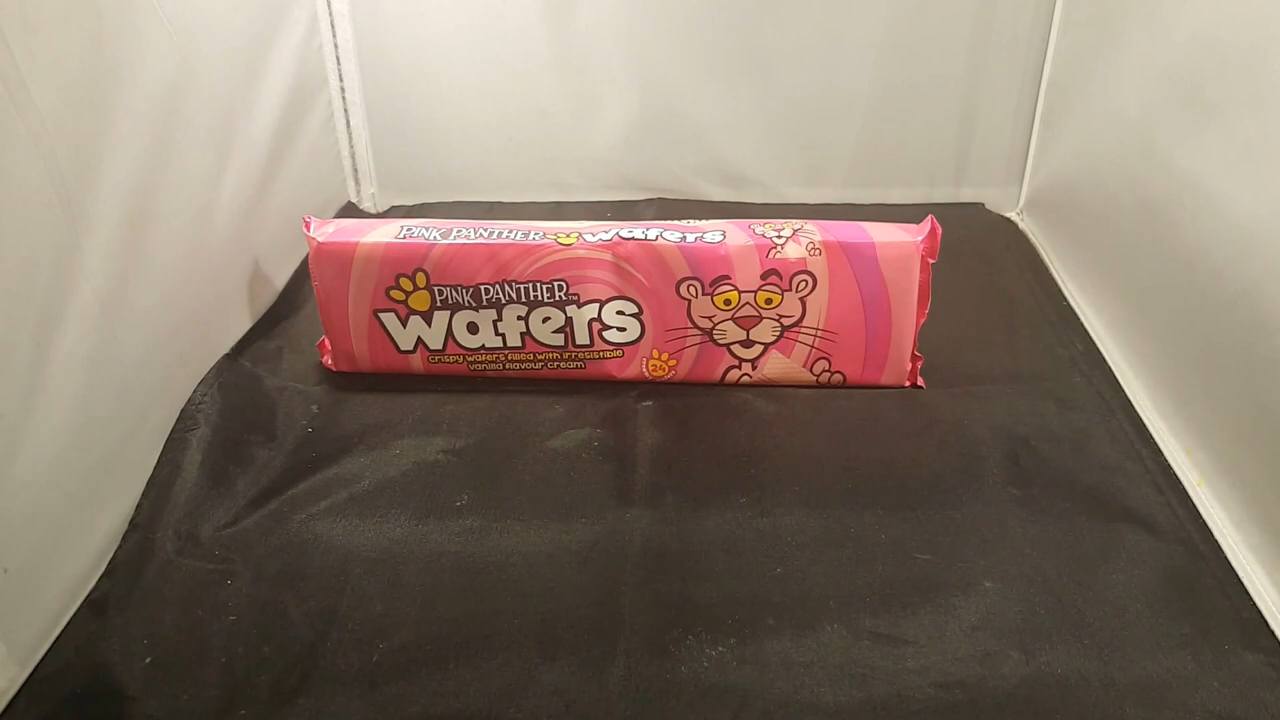 PINK PANTHER wafers
PINK PANTHER™
wafers
crispy wafers filled with irresistible
vanilla flavour cream
24